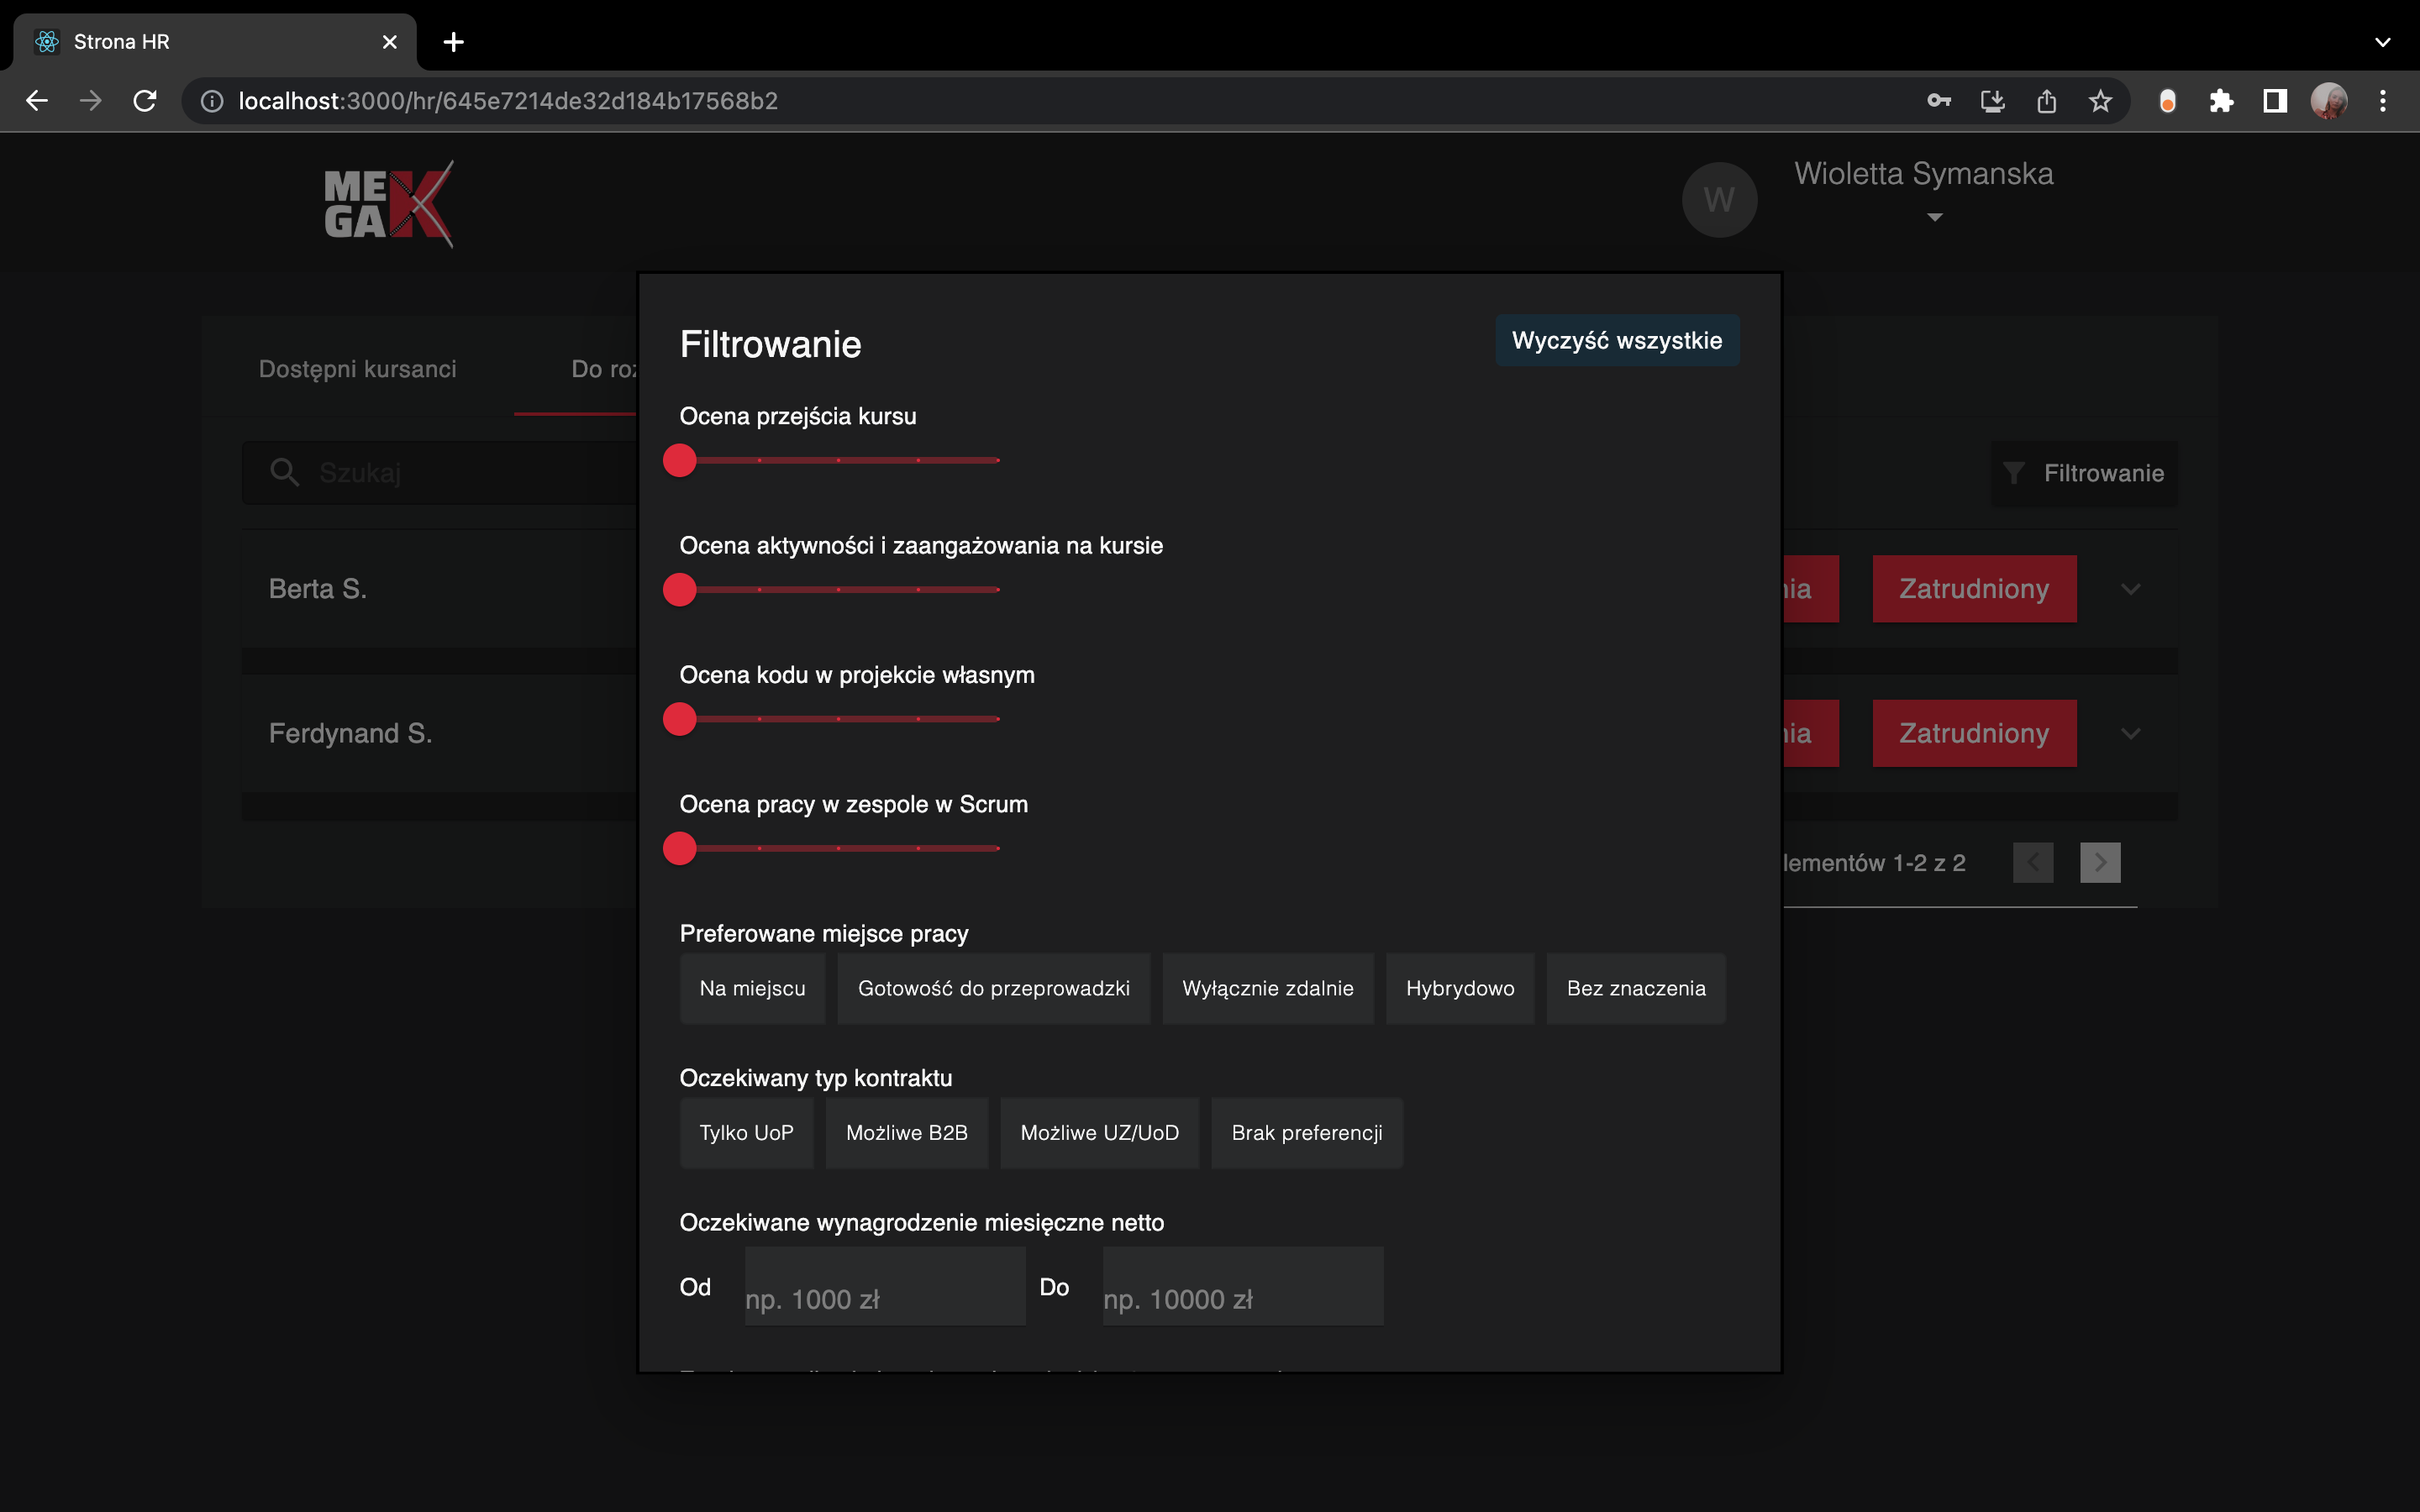 Strona HR
localhost:3000/hr/645e7214de32d184b17568b2
MEGAK
W
Wioletta Symanska
Dostępni kursanci
Do roz
Szukaj
Filtrowanie
Berta S.
nia
Zatrudniony
Ferdynand S.
nia
Zatrudniony
lementów 1-2 z 2
Filtrowanie
Wyczyść wszystkie
Ocena przejścia kursu
Ocena aktywności i zaangażowania na kursie
Ocena kodu w projekcie własnym
Ocena pracy w zespole w Scrum
Preferowane miejsce pracy
Na miejscu
Gotowość do przeprowadzki
Wyłącznie zdalnie
Hybrydowo
Bez znaczenia
Oczekiwany typ kontraktu
Tylko UoP
Możliwe B2B
Możliwe UZ/UoD
Brak preferencji
Oczekiwane wynagrodzenie miesięczne netto
Od
np. 1000 zł
Do
np. 10000 zł